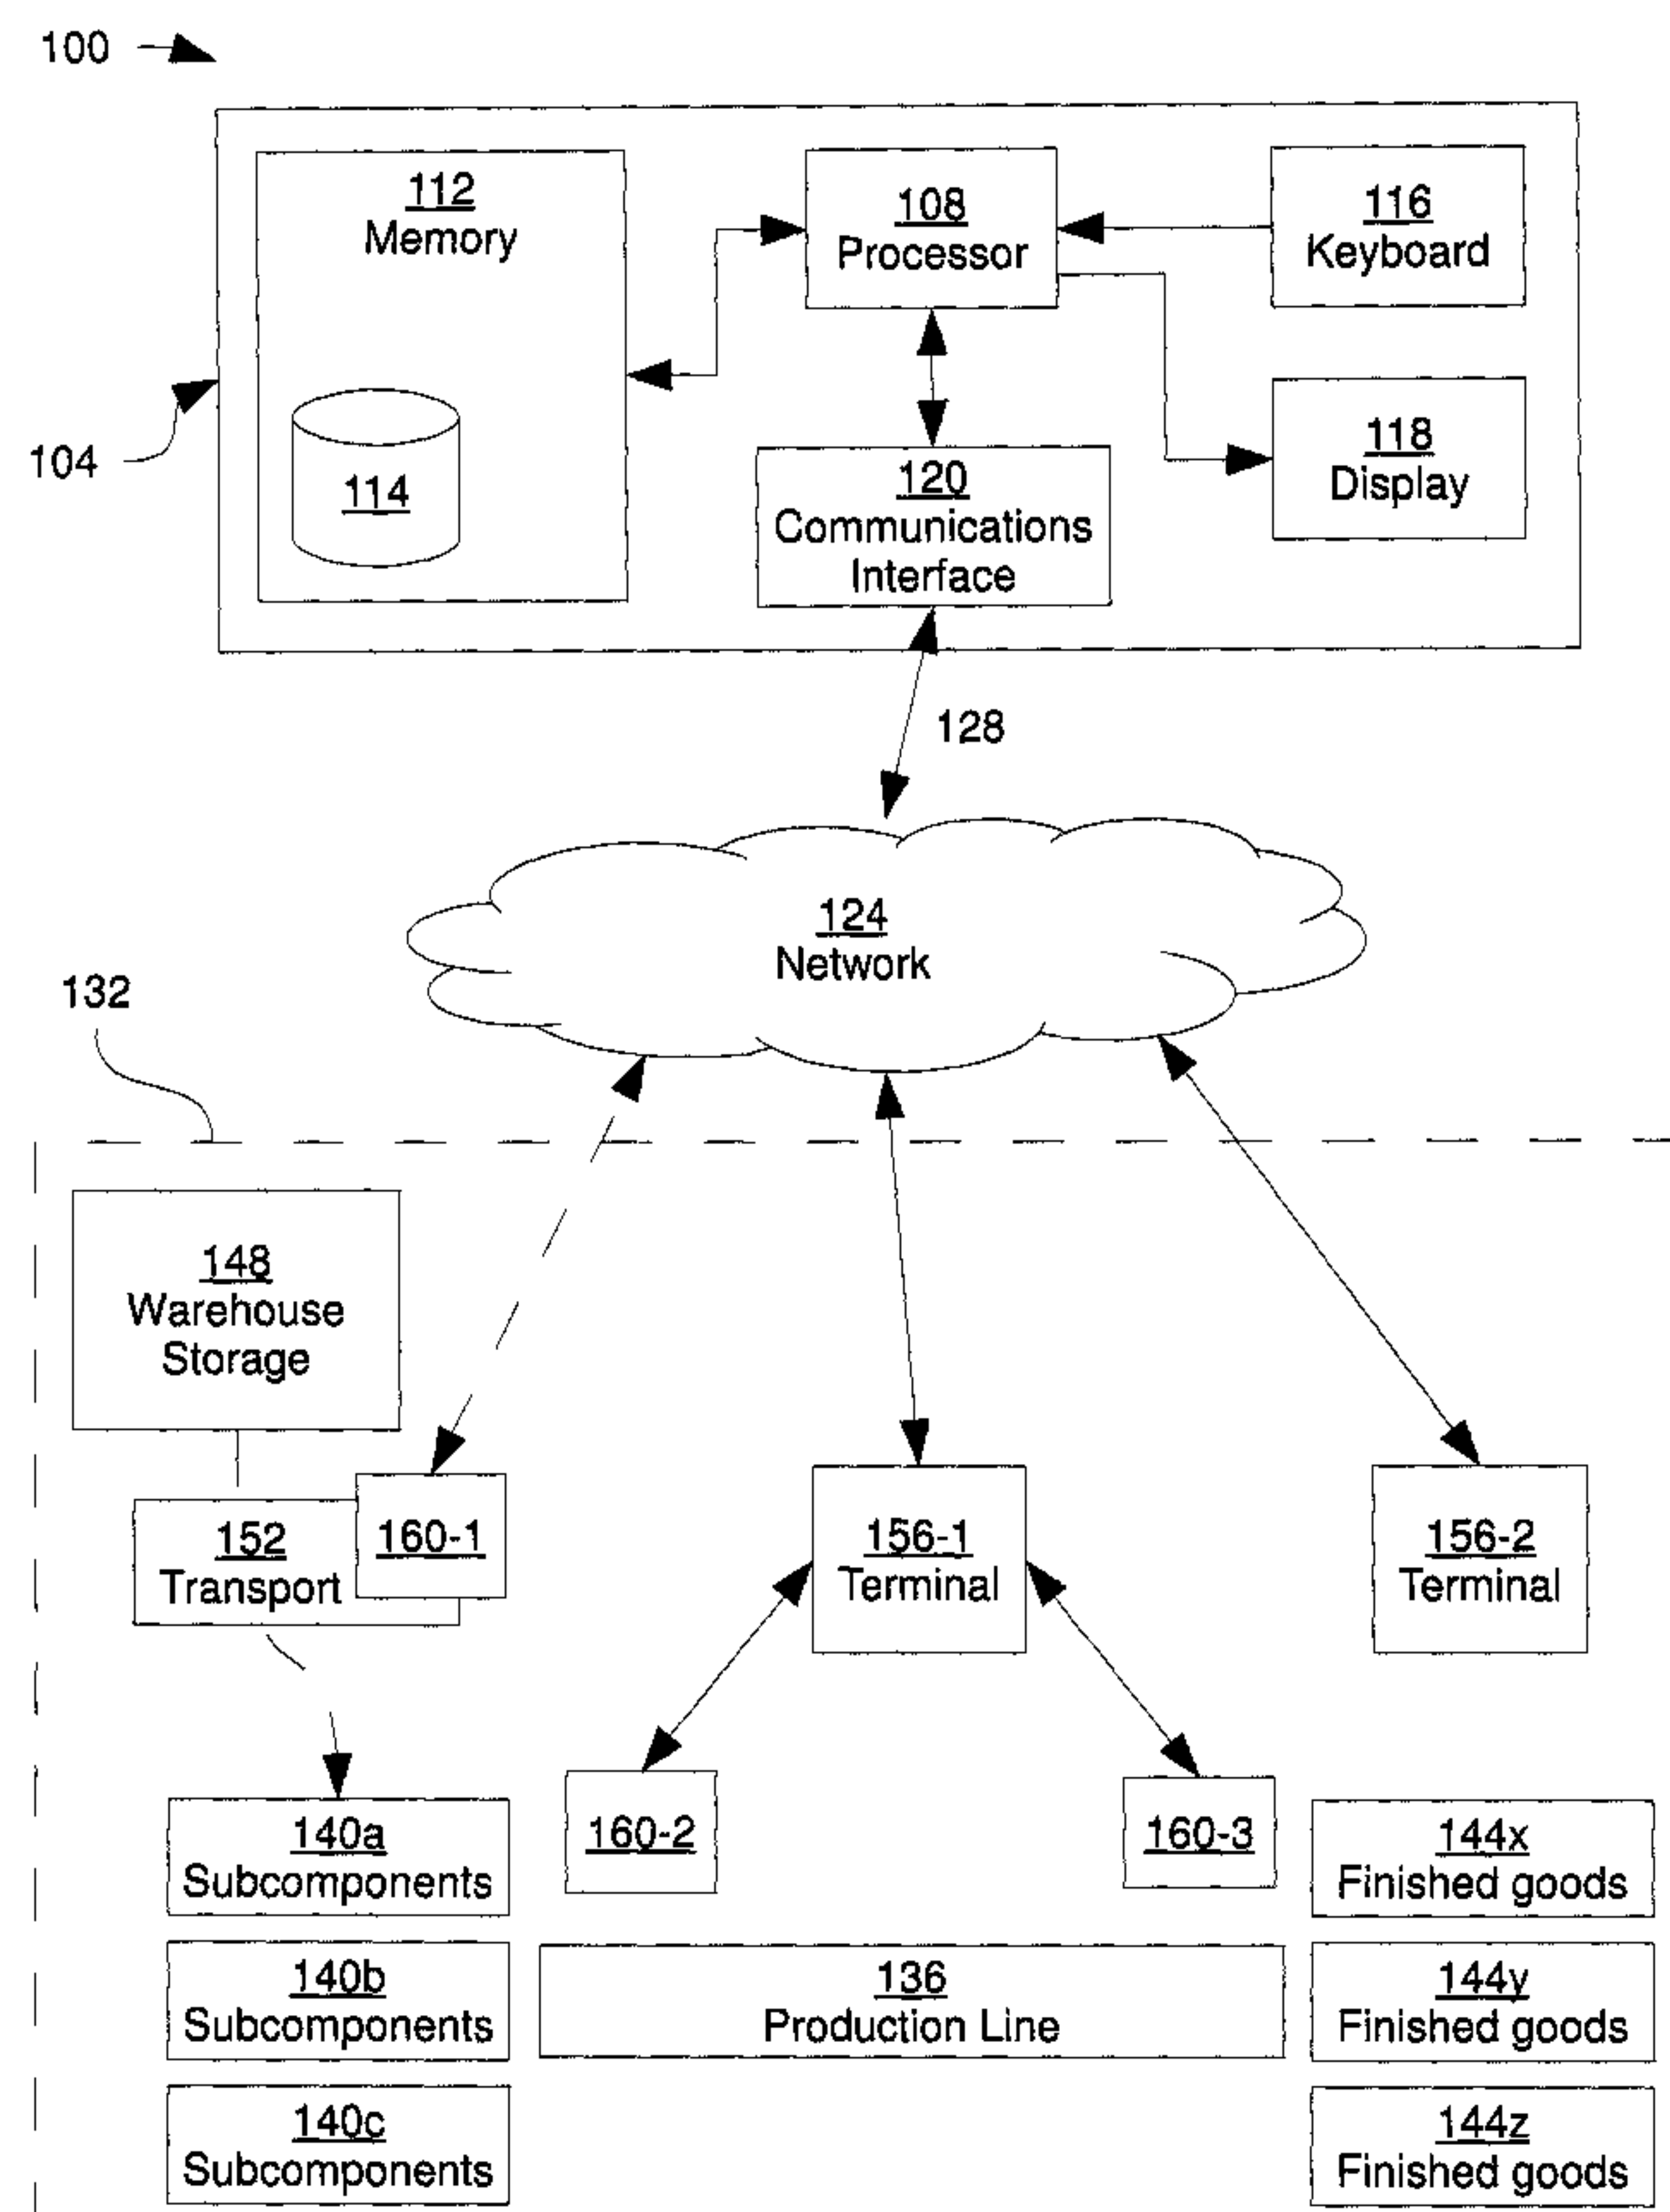 100
112
Memory
108
Processor
116
Keyboard
104
114
120
Communications
Interface
118
Display
128
124
Network
132
148
Warehouse
Storage
152
Transport
160-1
156-1
Terminal
156-2
Terminal
140a
Subcomponents
160-2
160-3
144x
Finished goods
140b
Subcomponents
136
Production Line
144y
Finished goods
140c
Subcomponents
144z
Finished goods